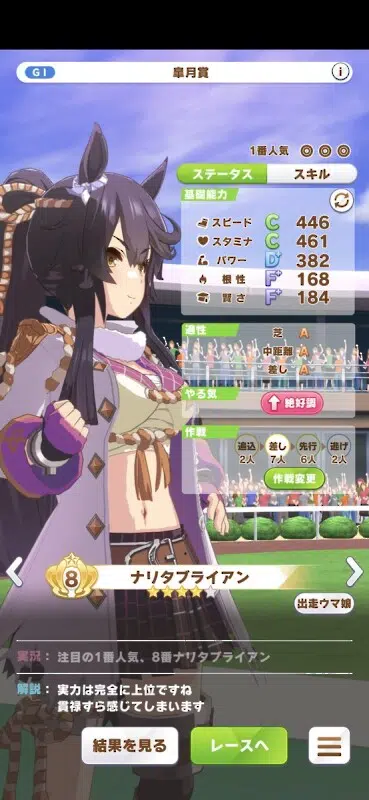 GⅠ
皐月賞
i
1番人気 ◎ ◎ ◎
ステータス スキル
基礎能力
スピード C 446
スタミナ C 461
パワー D+ 382
根性 F+ 168
賢さ F+ 184
適性
芝 A
中距離 A
差し A
やる気
絶好調
作戦
追込 差し 先行 逃げ
2人 7人 6人 2人
作戦変更
8 ナリタブライアン
出走ウマ娘
実況： 注目の1番人気、8番ナリタブライアン
解説： 実力は完全に上位ですね
貫禄すら感じてしまいます
結果を見る レースへ